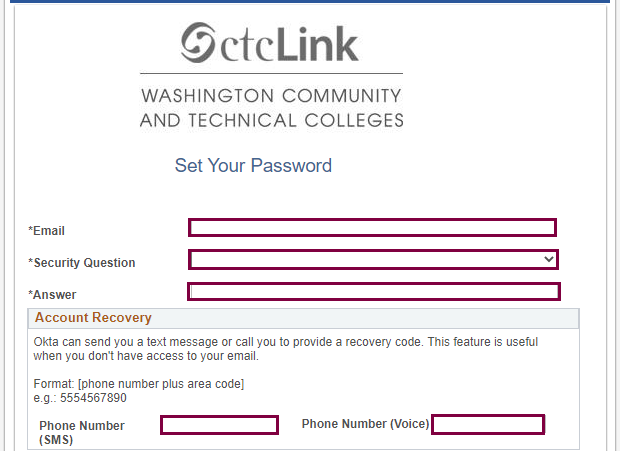 ctcLink
WASHINGTON COMMUNITY
AND TECHNICAL COLLEGES
Set Your Password
*Email
*Security Question
*Answer
Account Recovery
Okta can send you a text message or call you to provide a recovery code. This feature is useful
when you don't have access to your email.
Format: [phone number plus area code]
e.g.: 5554567890
Phone Number (SMS)
Phone Number (Voice)